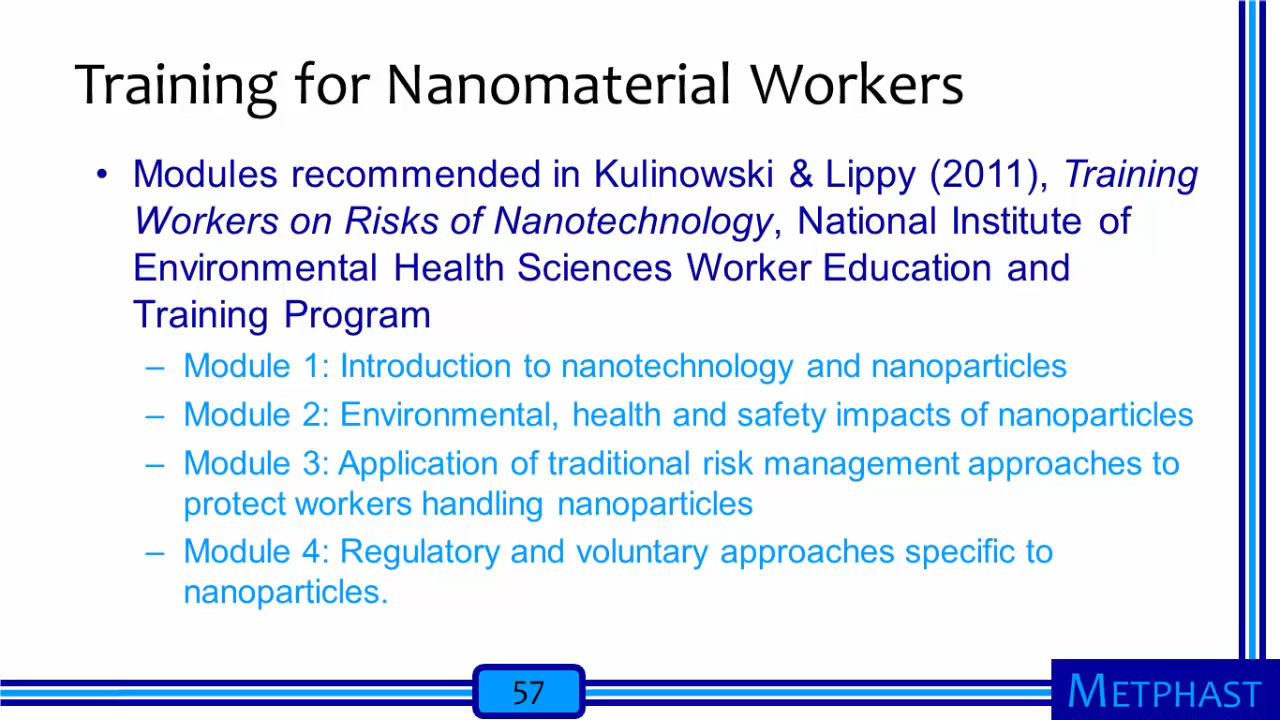 Training for Nanomaterial Workers
• Modules recommended in Kulinowski & Lippy (2011), Training
Workers on Risks of Nanotechnology, National Institute of
Environmental Health Sciences Worker Education and
Training Program
– Module 1: Introduction to nanotechnology and nanoparticles
– Module 2: Environmental, health and safety impacts of nanoparticles
– Module 3: Application of traditional risk management approaches to
protect workers handling nanoparticles
– Module 4: Regulatory and voluntary approaches specific to
nanoparticles.
57
METPHAST